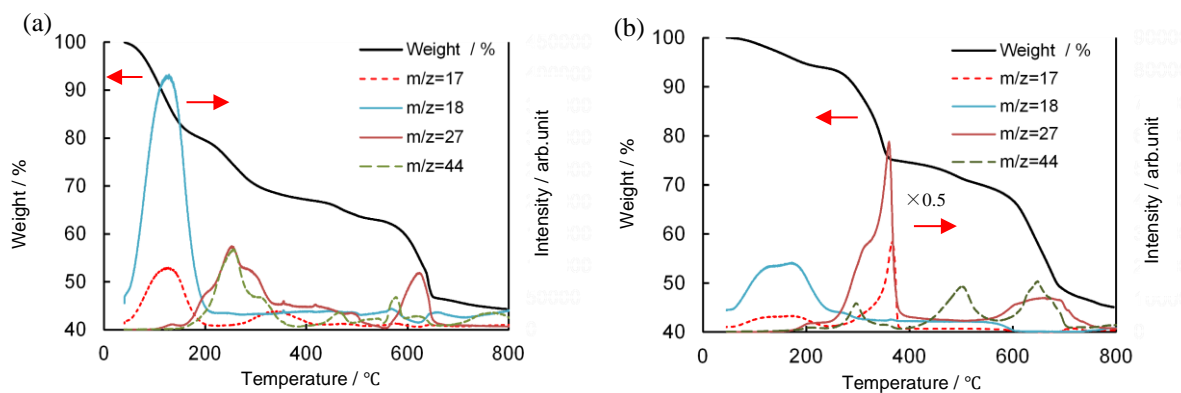 (a)
Weight / %
100
90
80
70
60
50
40
0
200
400
600
800
Temperature / ℃
Intensity / arb.unit
Weight / %
m/z=17
m/z=18
m/z=27
m/z=44
(b)
Weight / %
100
90
80
70
60
50
40
0
200
400
600
800
Temperature / ℃
Intensity / arb.unit
Weight / %
m/z=17
m/z=18
m/z=27
m/z=44
×0.5